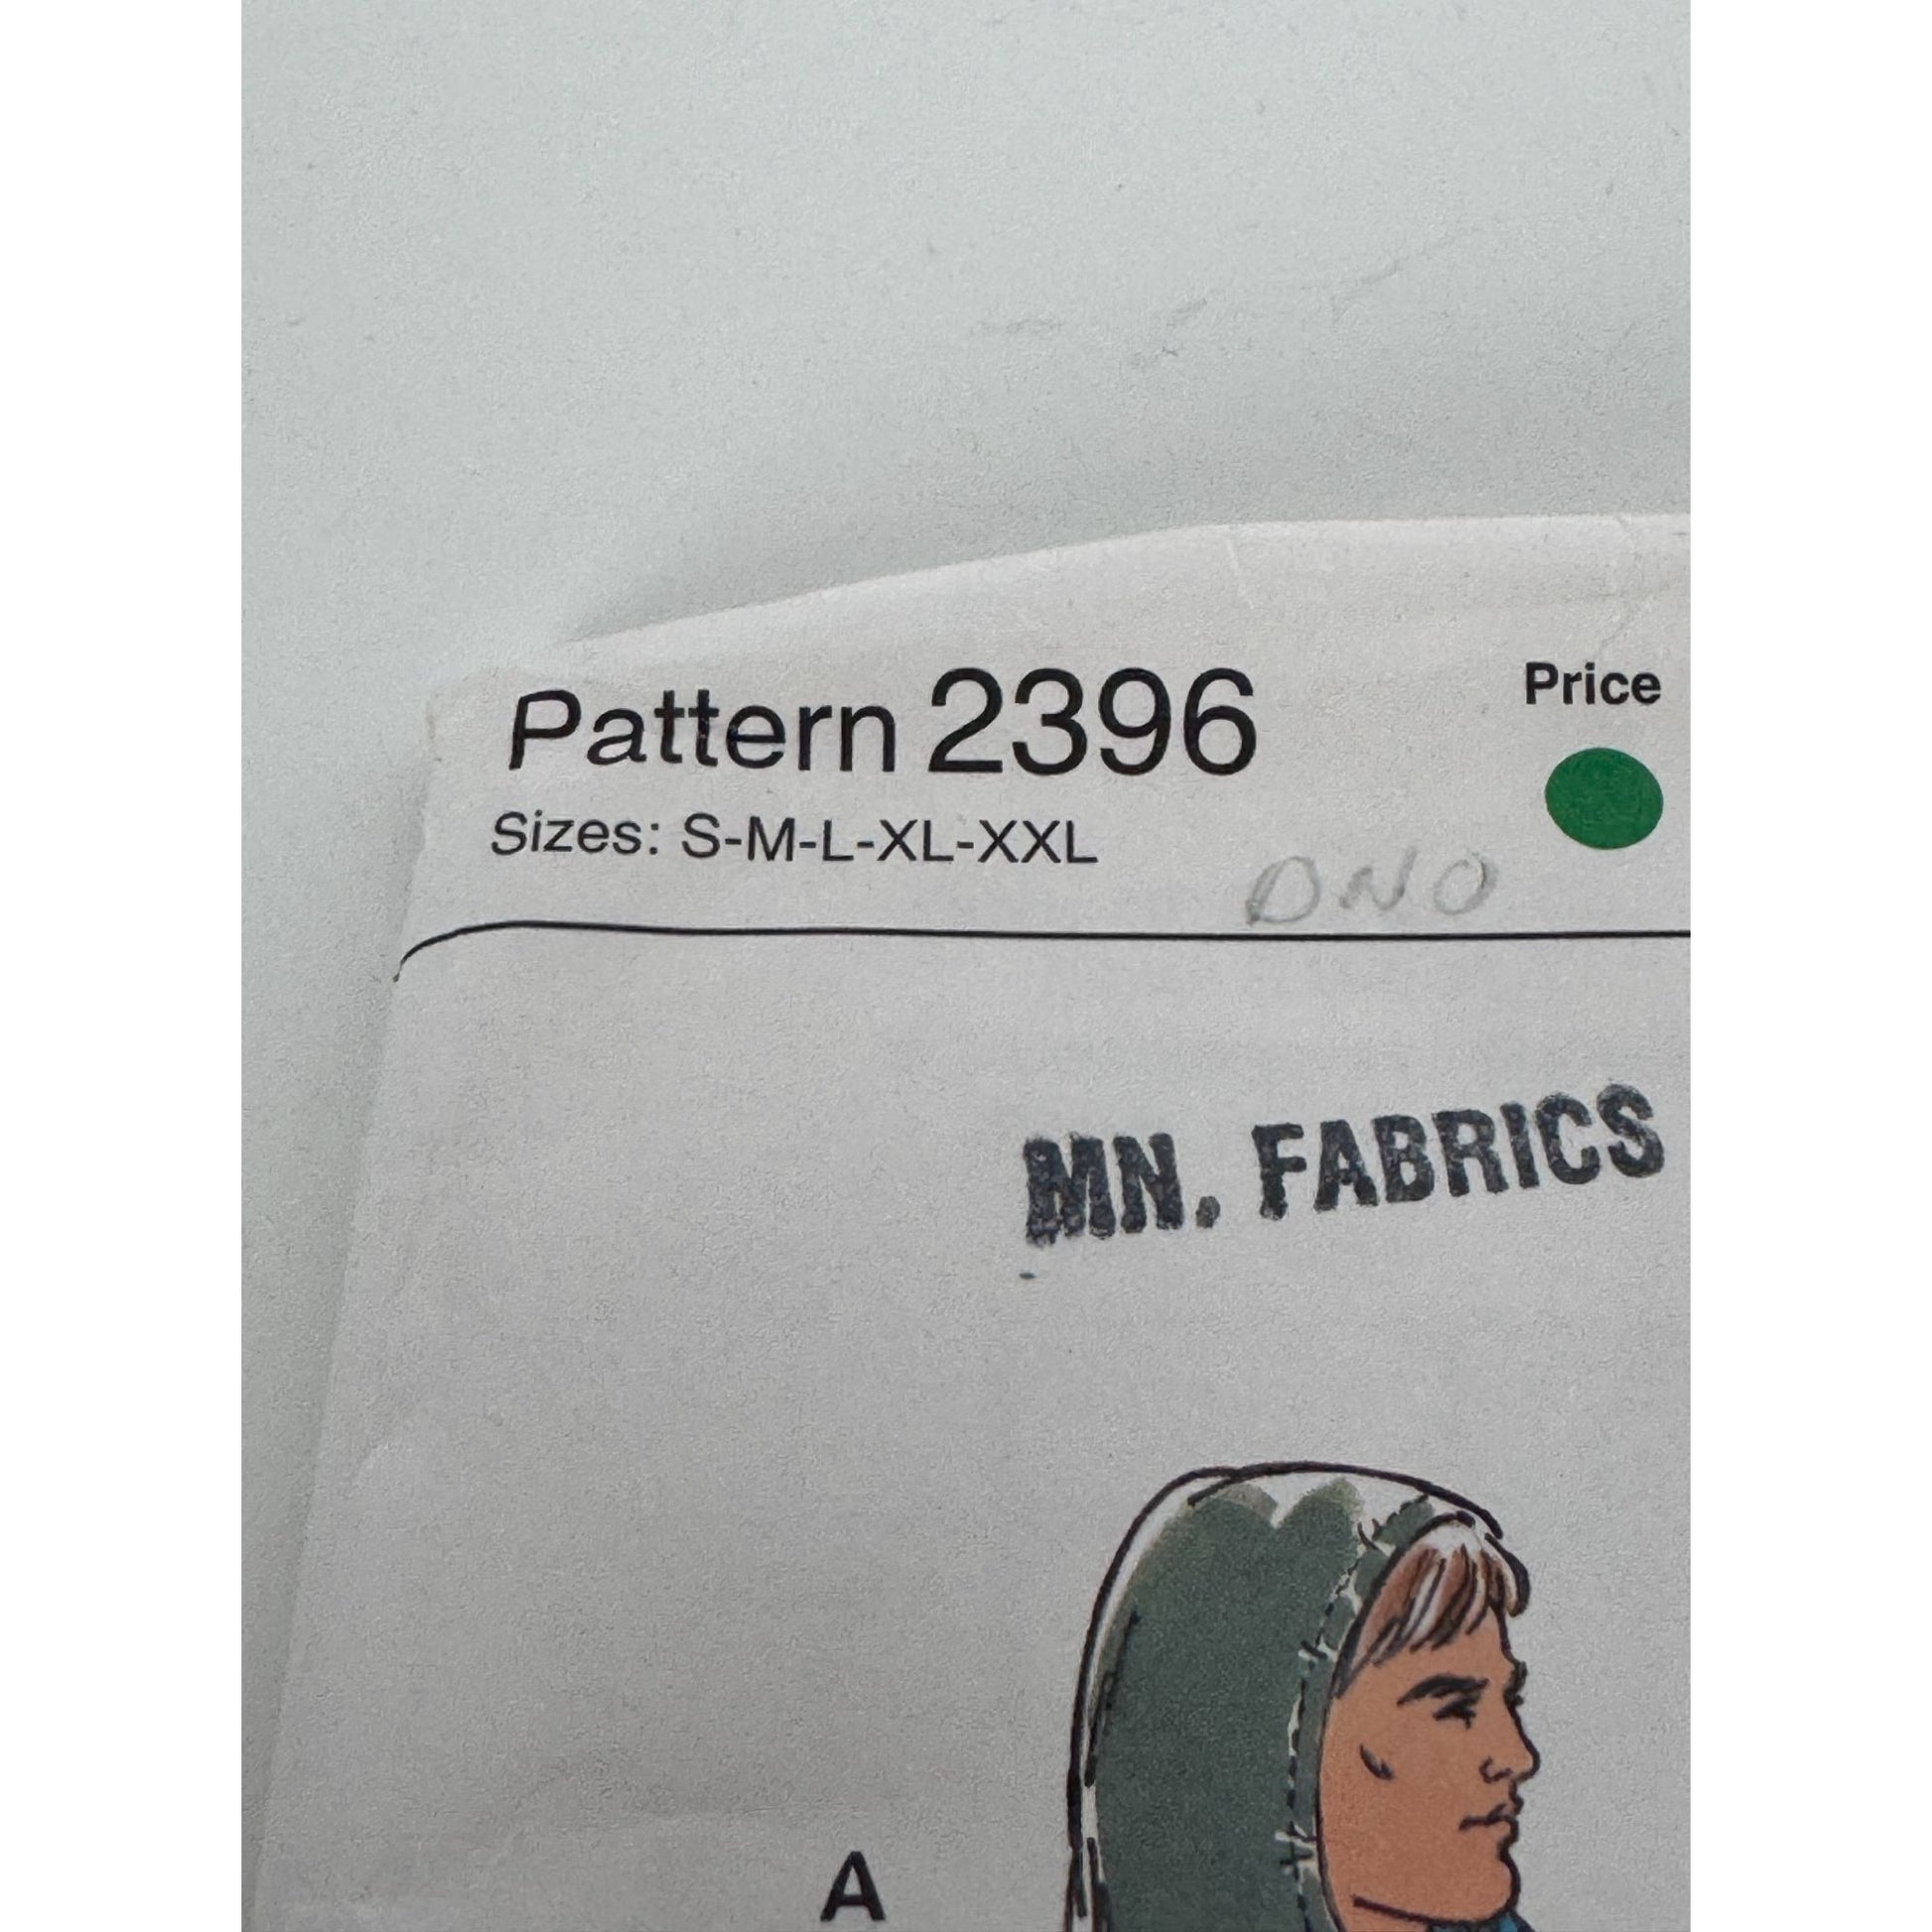 Pattern 2396
Price
Sizes: S-M-L-XL-XXL
DNO
MN. FABRICS
A